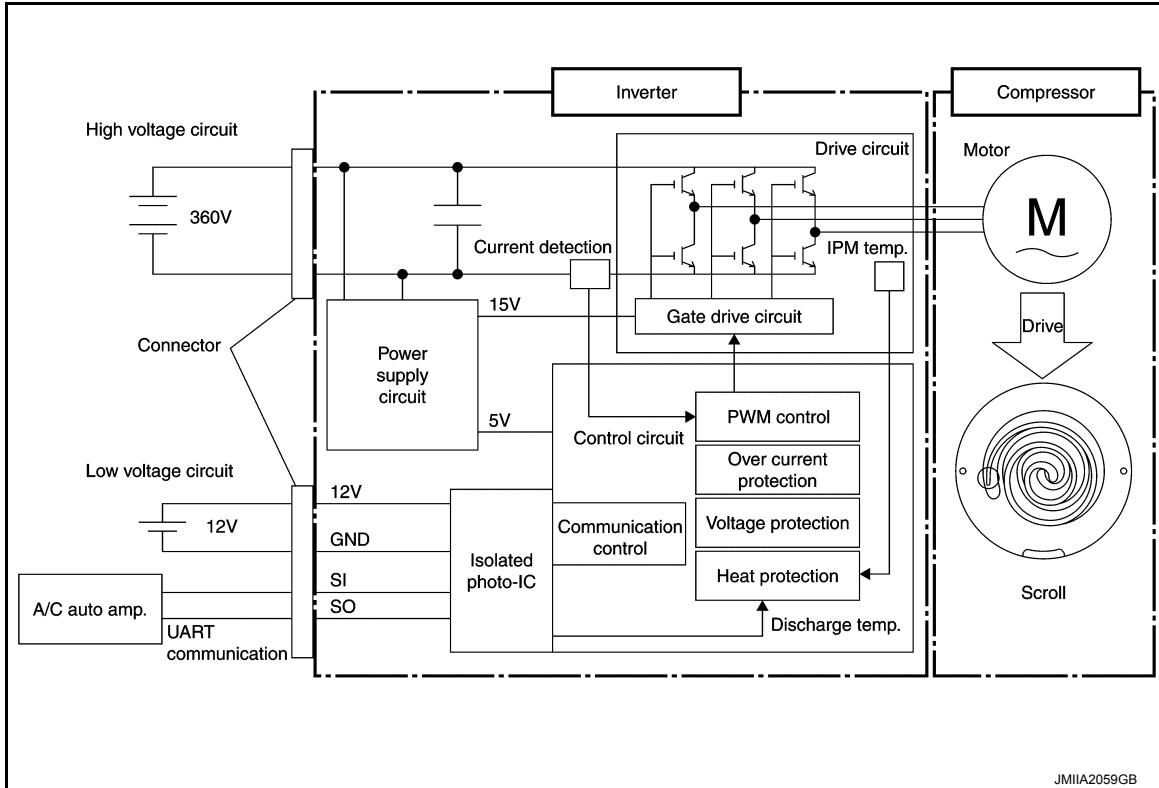 Inverter
Compressor
High voltage circuit
Drive circuit
Motor
360V
M
Current detection
IPM temp.
15V
Gate drive circuit
Drive
Connector
Power
supply
circuit
5V
PWM control
Control circuit
Over current
protection
Low voltage circuit
12V
12V
Communication
control
Voltage protection
GND
Isolated
photo-IC
SI
Heat protection
A/C auto amp.
SO
Scroll
UART
communication
Discharge temp.
JMIIA2059GB